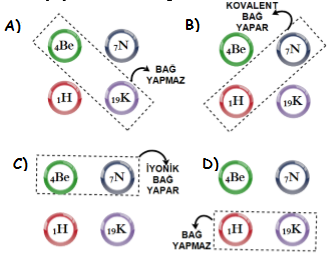 A)
₄Be ₇N
BAĞ
YAPMAZ
₁H ₁₉K
B)
KOVALENT
BAĞ
YAPAR
₄Be ₇N
₁H ₁₉K
C)
₄Be ₇N
İYONİK
BAĞ
YAPAR
₁H ₁₉K
D)
₄Be ₇N
BAĞ
YAPMAZ
₁H ₁₉K